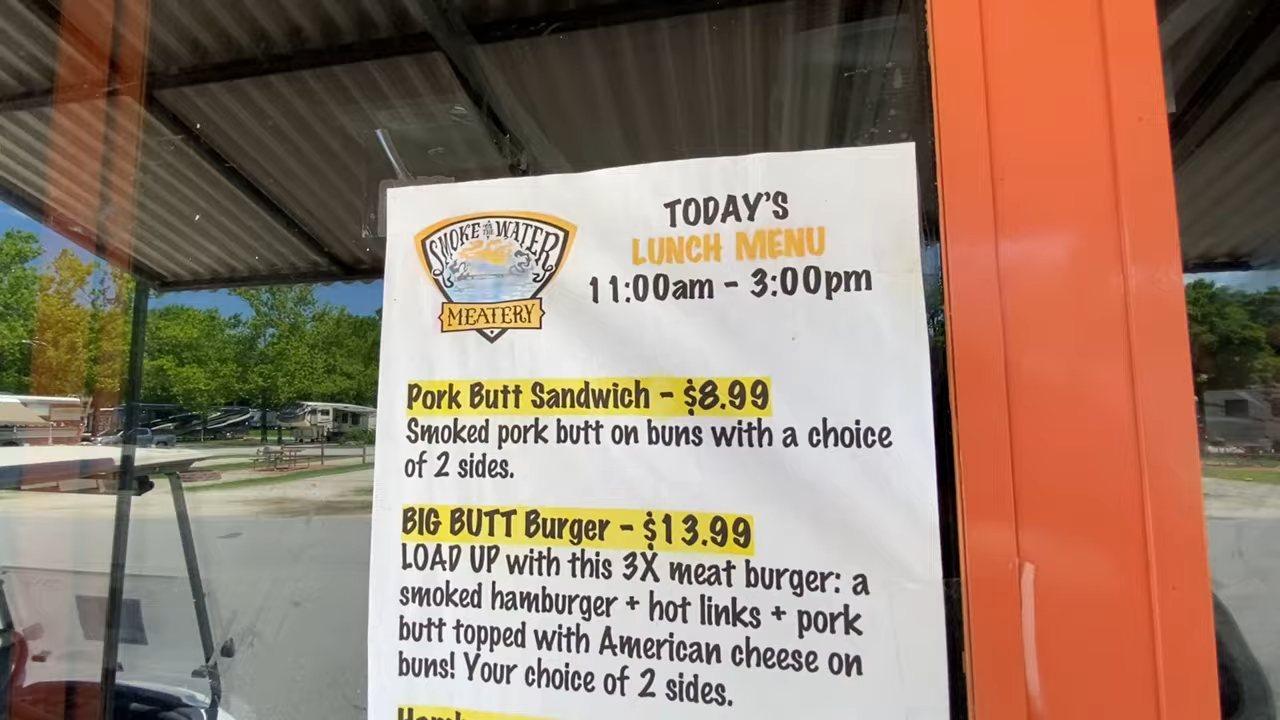 SMOKE ON THE WATER
MEATERY
TODAY'S
LUNCH MENU
11:00am - 3:00pm
Pork Butt Sandwich - $8.99
Smoked pork butt on buns with a choice
of 2 sides.
BIG BUTT Burger - $13.99
LOAD UP with this 3X meat burger: a
smoked hamburger + hot links + pork
butt topped with American cheese on
buns! Your choice of 2 sides.